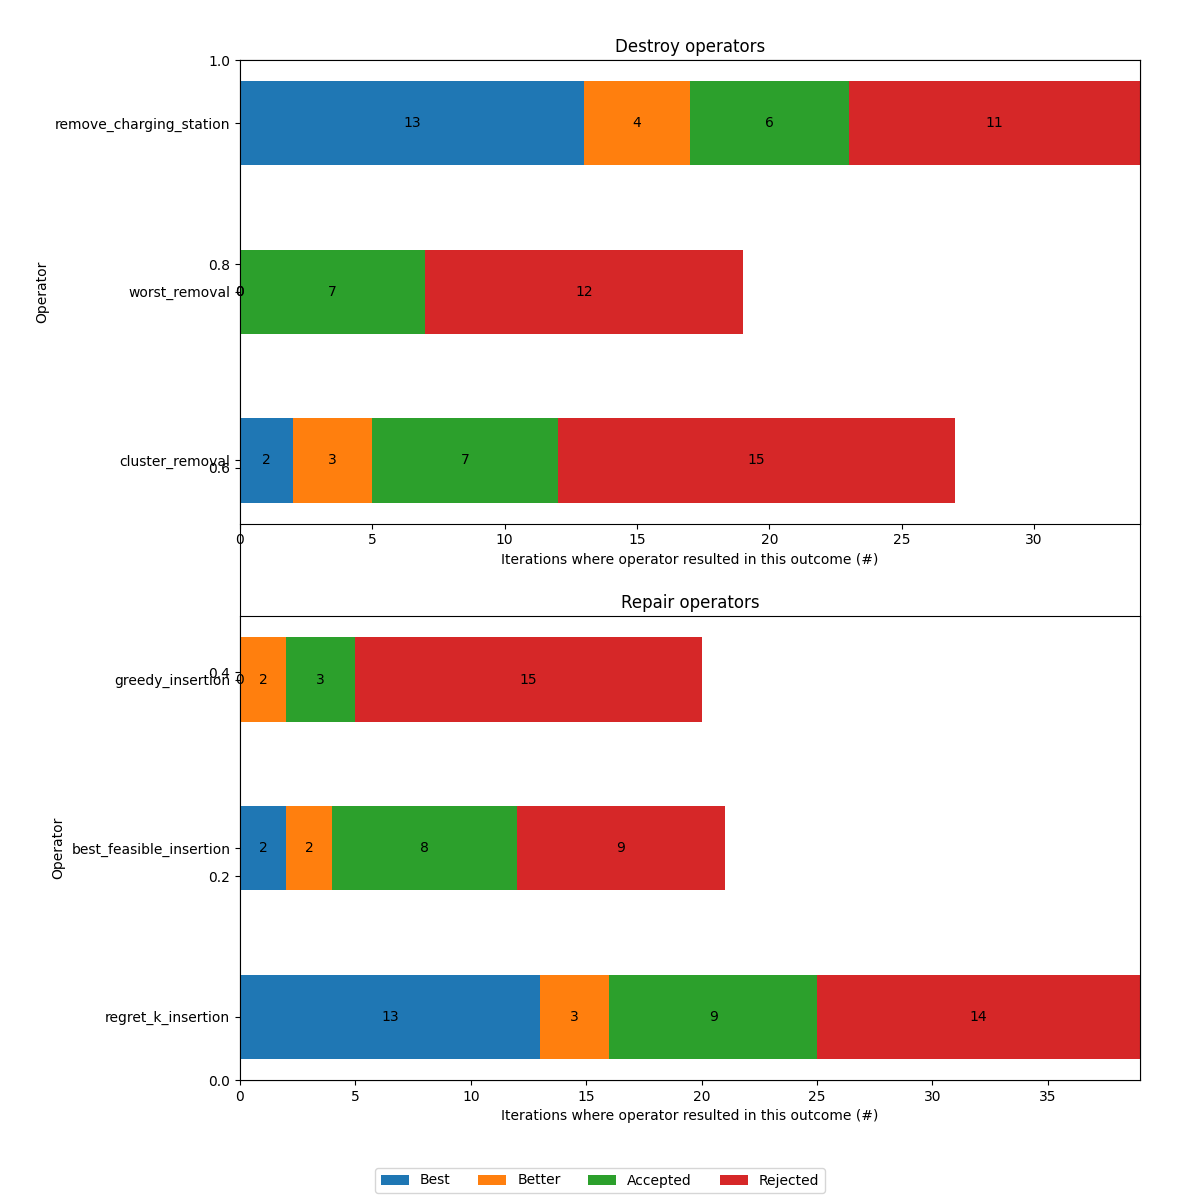 Destroy operators
1.0
remove_charging_station 13 4 6 11
0.8
Operator
worst_removal 0 0 7 12
cluster_removal 2 3 7 15
0.6
0 5 10 15 20 25 30
Iterations where operator resulted in this outcome (#)
Repair operators
0.4
greedy_insertion 0 2 3 15
Operator
best_feasible_insertion 2 2 8 9
0.2
regret_k_insertion 13 3 9 14
0.0
0 5 10 15 20 25 30 35
Iterations where operator resulted in this outcome (#)
Best Better Accepted Rejected